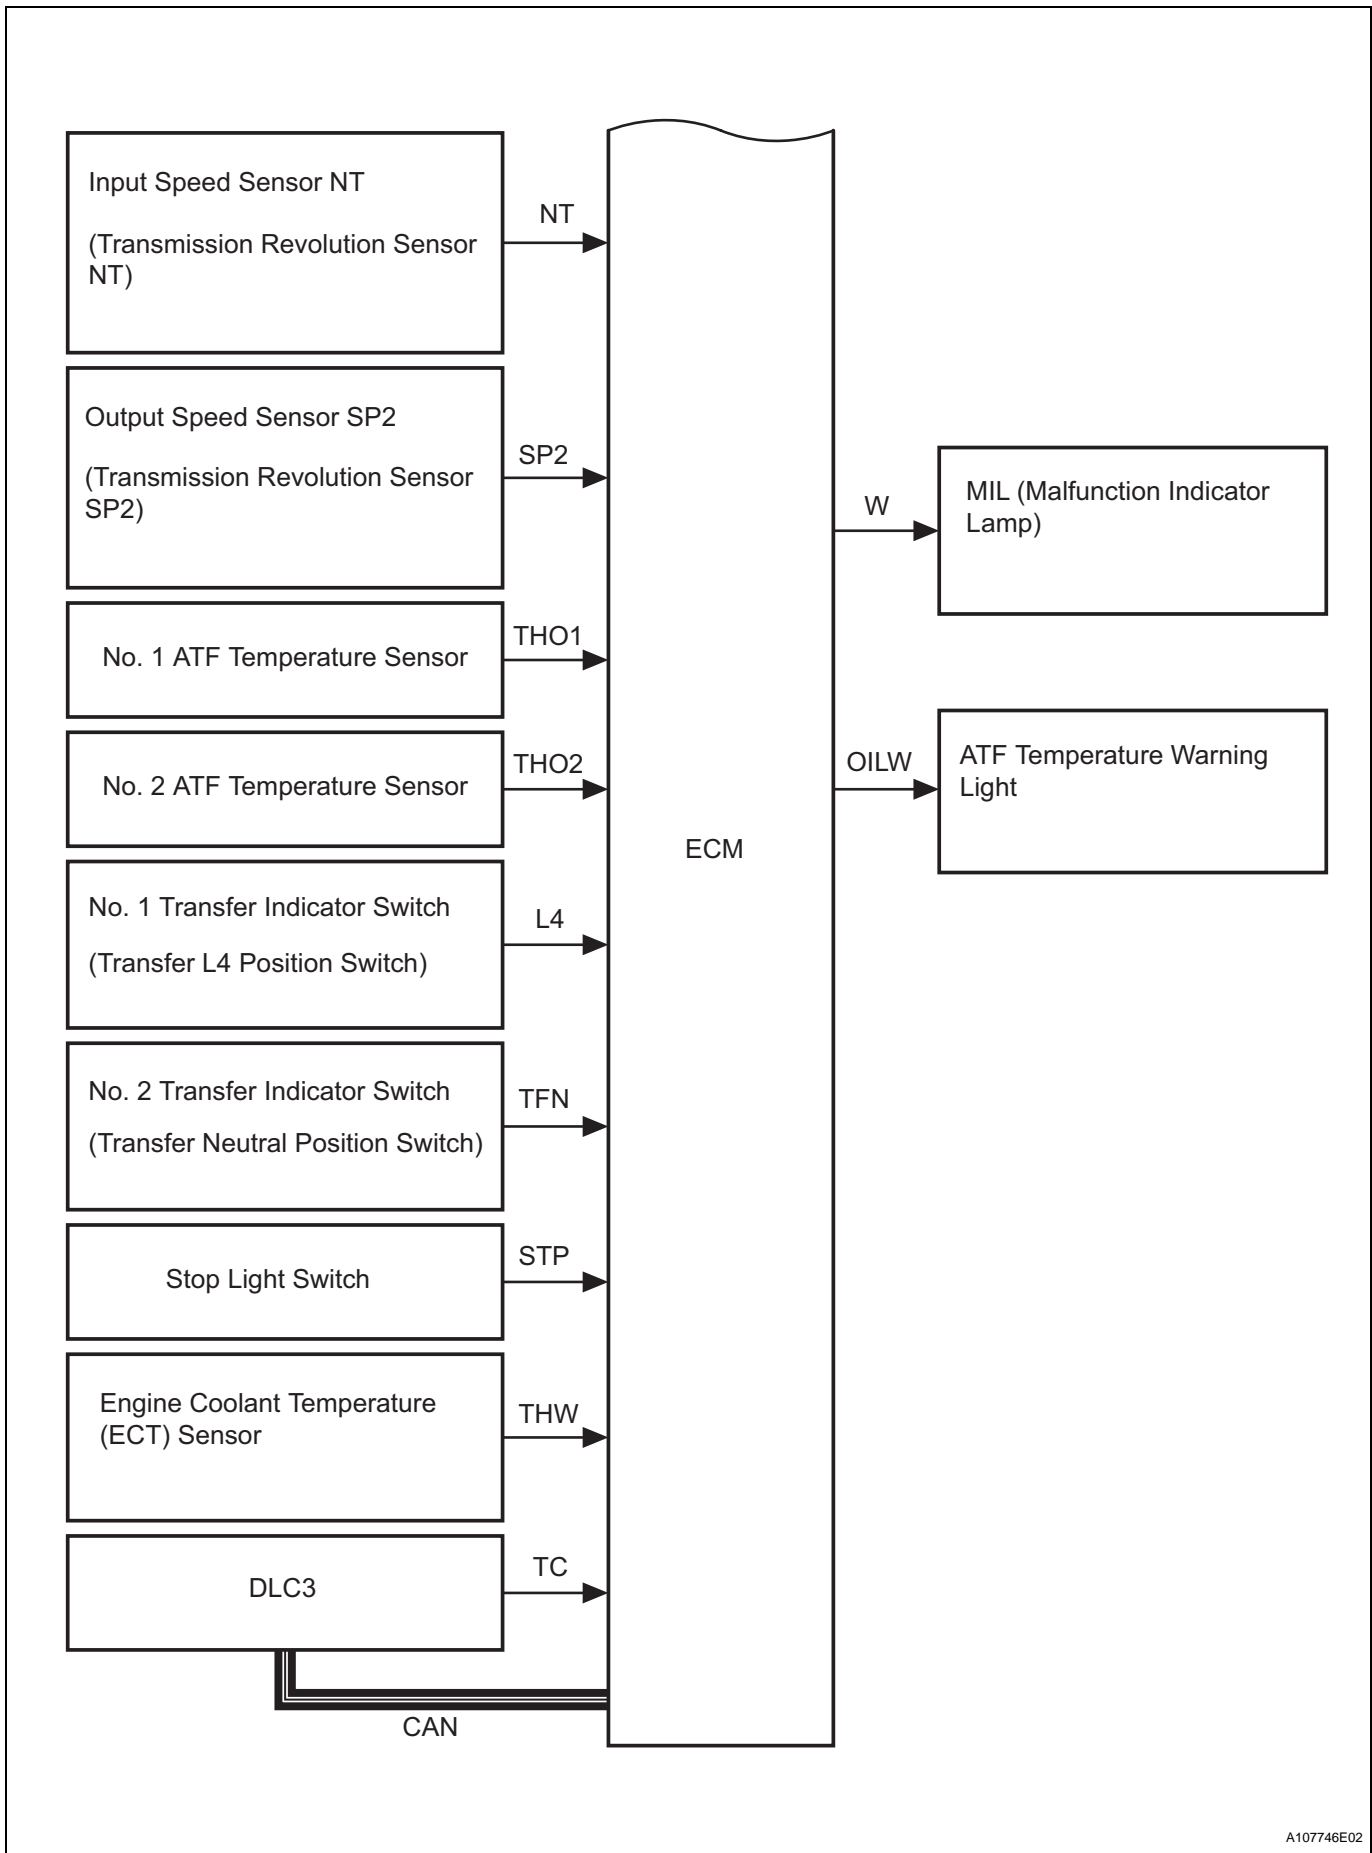 Input Speed Sensor NT
(Transmission Revolution Sensor
NT)
NT
Output Speed Sensor SP2
(Transmission Revolution Sensor
SP2)
SP2
No. 1 ATF Temperature Sensor
THO1
No. 2 ATF Temperature Sensor
THO2
No. 1 Transfer Indicator Switch
(Transfer L4 Position Switch)
L4
No. 2 Transfer Indicator Switch
(Transfer Neutral Position Switch)
TFN
Stop Light Switch
STP
Engine Coolant Temperature
(ECT) Sensor
THW
DLC3
TC
CAN
ECM
W
MIL (Malfunction Indicator
Lamp)
OILW
ATF Temperature Warning
Light
A107746E02